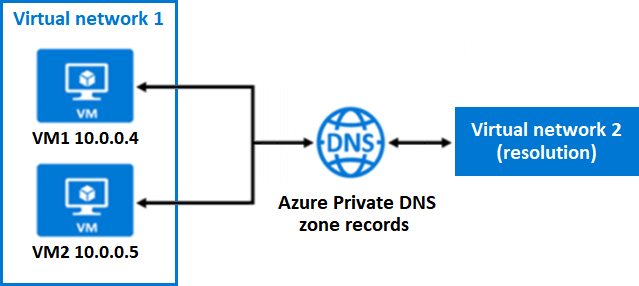 Virtual network 1
VM
VM1 10.0.0.4
VM
VM2 10.0.0.5
DNS
Azure Private DNS
zone records
Virtual network 2
(resolution)